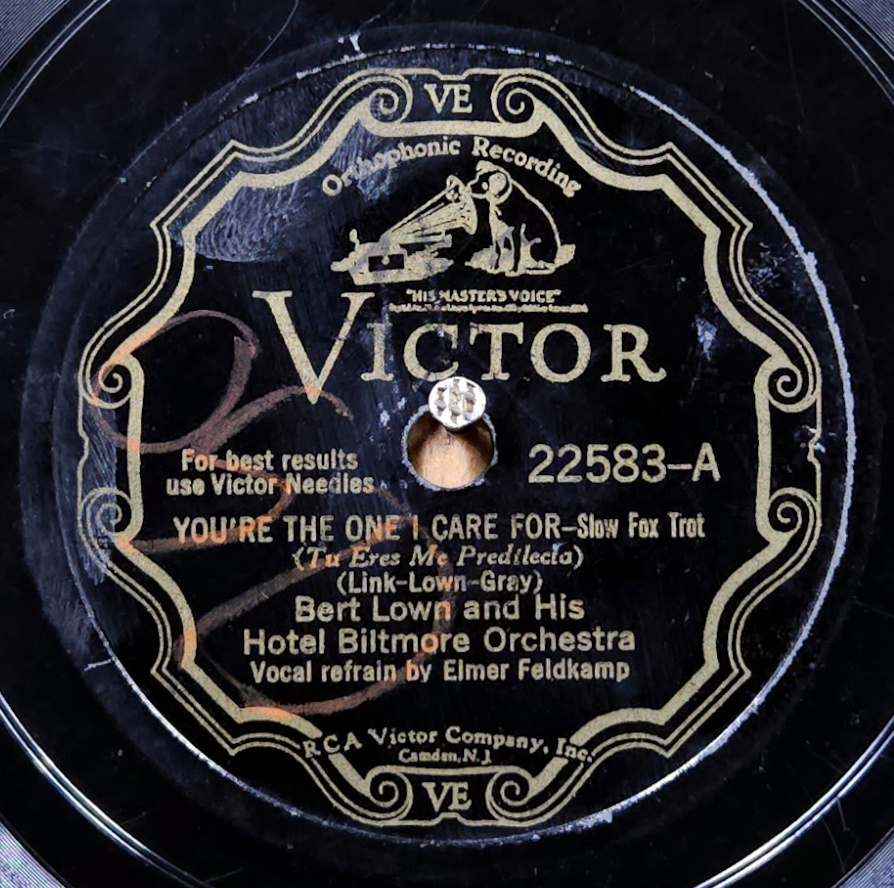 VE
Orthophonic Recording
"HIS MASTER'S VOICE"
VICTOR
For best results
use Victor Needles
22583-A
YOU'RE THE ONE I CARE FOR-Slow Fox Trot
(Tu Eres Me Predilecta)
(Link-Lown-Gray)
Bert Lown and His
Hotel Biltmore Orchestra
Vocal refrain by Elmer Feldkamp
RCA Victor Company, Inc.
Camden, N.J.
VE